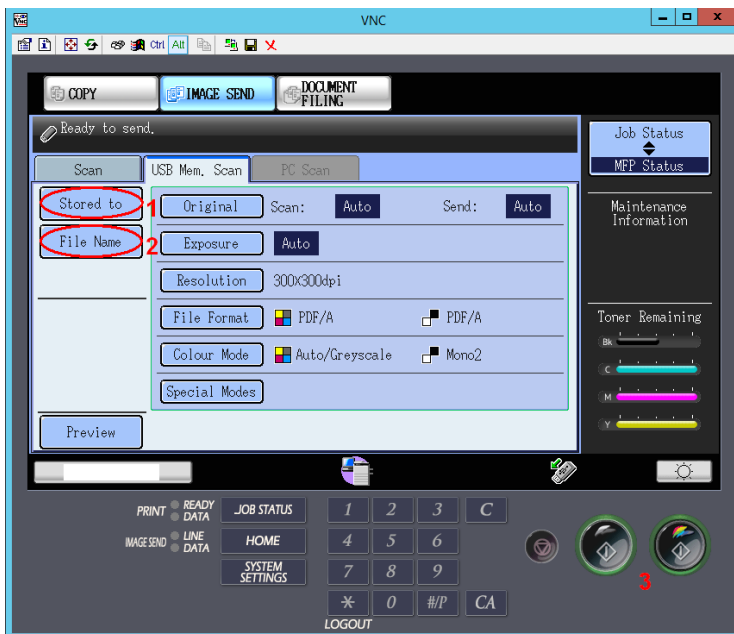 VNC
Ctrl Alt
COPY
IMAGE SEND
DOCUMENT
FILING
Ready to send.
Job Status
MFP Status
Scan
USB Mem. Scan
PC Scan
Stored to
1
Original
Scan:
Auto
Send:
Auto
Maintenance
Information
File Name
2
Exposure
Auto
Resolution
300X300dpi
File Format
PDF/A
PDF/A
Toner Remaining
Bk
Colour Mode
Auto/Greyscale
Mono2
C
Special Modes
M
Preview
Y
PRINT
READY
DATA
JOB STATUS
1 2 3 C
IMAGE SEND
LINE
DATA
HOME
4 5 6
SYSTEM
SETTINGS
7 8 9
3
* 0 #/P CA
LOGOUT